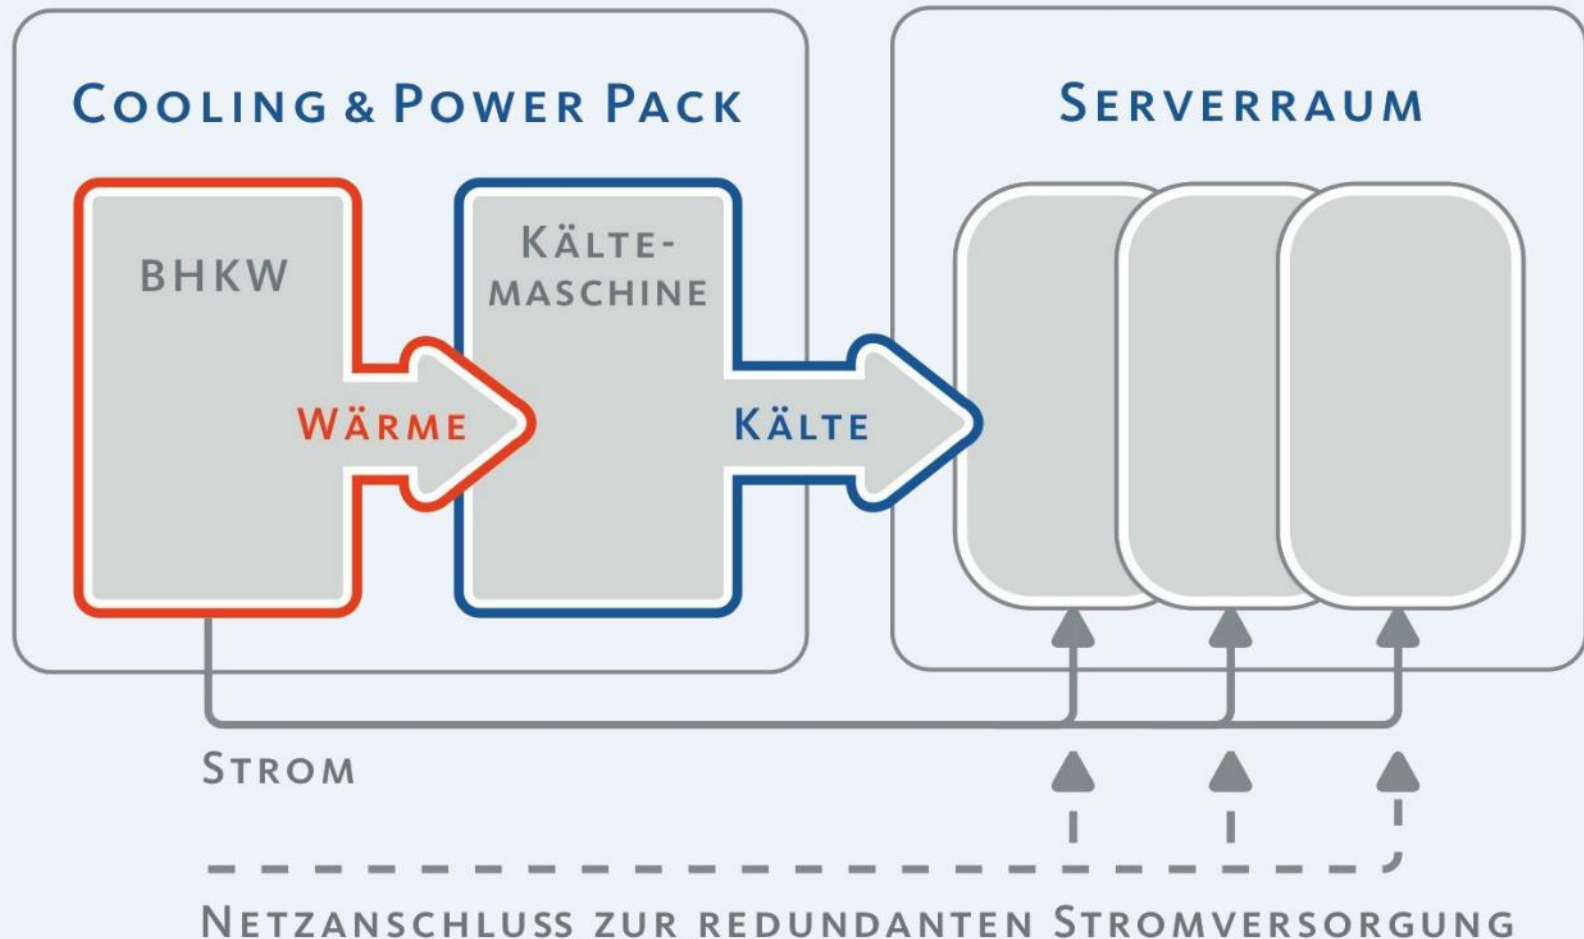 COOLING & POWER PACK
SERVERRAUM
BHKW
KÄLTE-
MASCHINE
WÄRME
KÄLTE
STROM
NETZANSCHLUSS ZUR REDUNDANTEN STROMVERSORGUNG